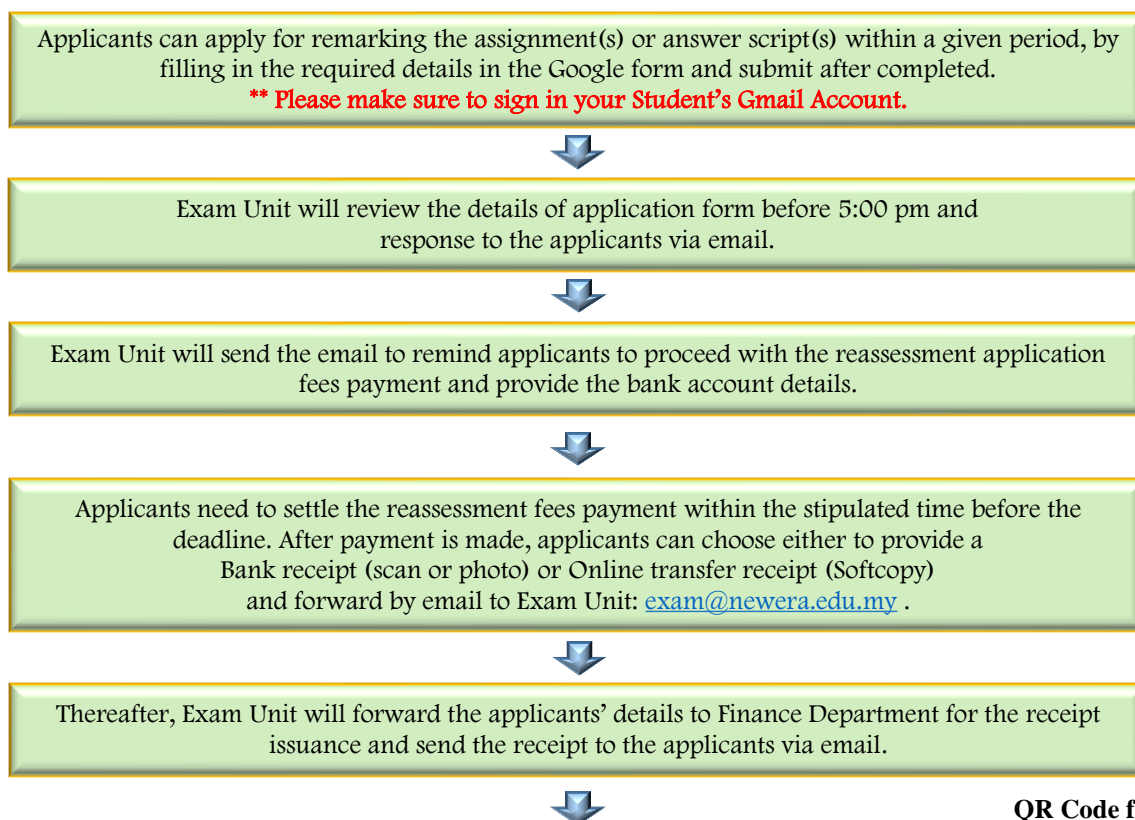 Applicants can apply for remarking the assignment(s) or answer script(s) within a given period, by
filling in the required details in the Google form and submit after completed.
** Please make sure to sign in your Student’s Gmail Account.
Exam Unit will review the details of application form before 5:00 pm and
response to the applicants via email.
Exam Unit will send the email to remind applicants to proceed with the reassessment application
fees payment and provide the bank account details.
Applicants need to settle the reassessment fees payment within the stipulated time before the
deadline. After payment is made, applicants can choose either to provide a
Bank receipt (scan or photo) or Online transfer receipt (Softcopy)
and forward by email to Exam Unit: exam@newera.edu.my .
Thereafter, Exam Unit will forward the applicants’ details to Finance Department for the receipt
issuance and send the receipt to the applicants via email.
QR Code f